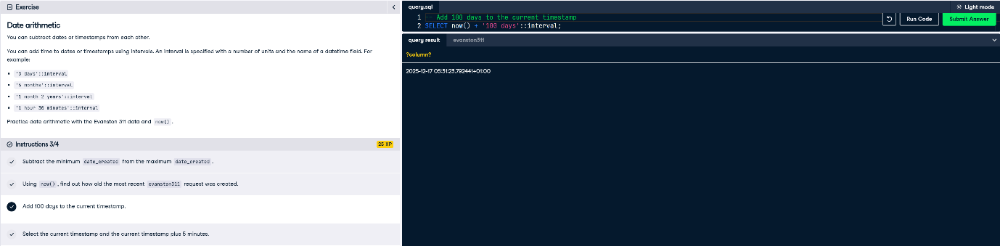 Exercise
Date arithmetic
You can subtract dates or timestamps from each other.
You can add time to dates or timestamps using intervals. An interval is specified with a number of units and the name of a datetime field. For
example:
• '3 days'::interval
• '6 months'::interval
• '1 month 2 years'::interval
• '1 hour 30 minutes'::interval
Practice date arithmetic with the Evanston 311 data and now().
Instructions 3/4
25 XP
Subtract the minimum date_created from the maximum date_created.
Using now(), find out how old the most recent evanston311 request was created.
Add 100 days to the current timestamp.
Select the current timestamp and the current timestamp plus 5 minutes.
query.sql
Light mode
1 -- Add 100 days to the current timestamp
2 SELECT now() + '100 days'::interval;
Run Code
Submit Answer
query result
evanston311
?column?
2025-12-17 05:31:23.792441+01:00